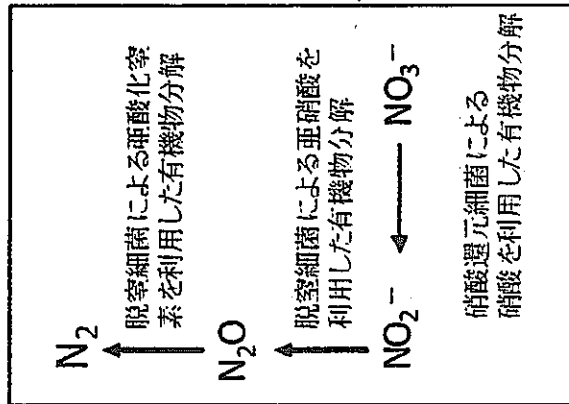 N₂
脱窒細菌による亜酸化窒
素を利用した有機物分解
N₂O
脱窒細菌による亜硝酸を
利用した有機物分解
NO₂⁻
NO₃⁻
硝酸還元細菌による
硝酸を利用した有機物分解